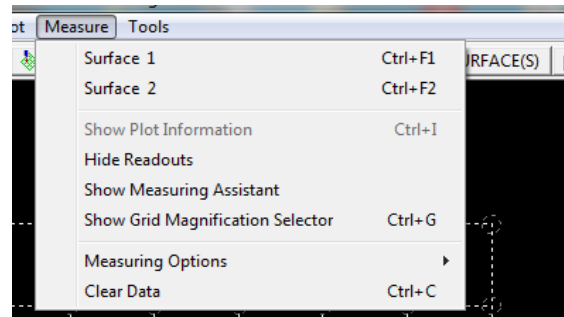 ot Measure Tools
Surface 1 Ctrl+F1
Surface 2 Ctrl+F2
RFACE(S)
Show Plot Information Ctrl+I
Hide Readouts
Show Measuring Assistant
Show Grid Magnification Selector Ctrl+G
Measuring Options
Clear Data Ctrl+C